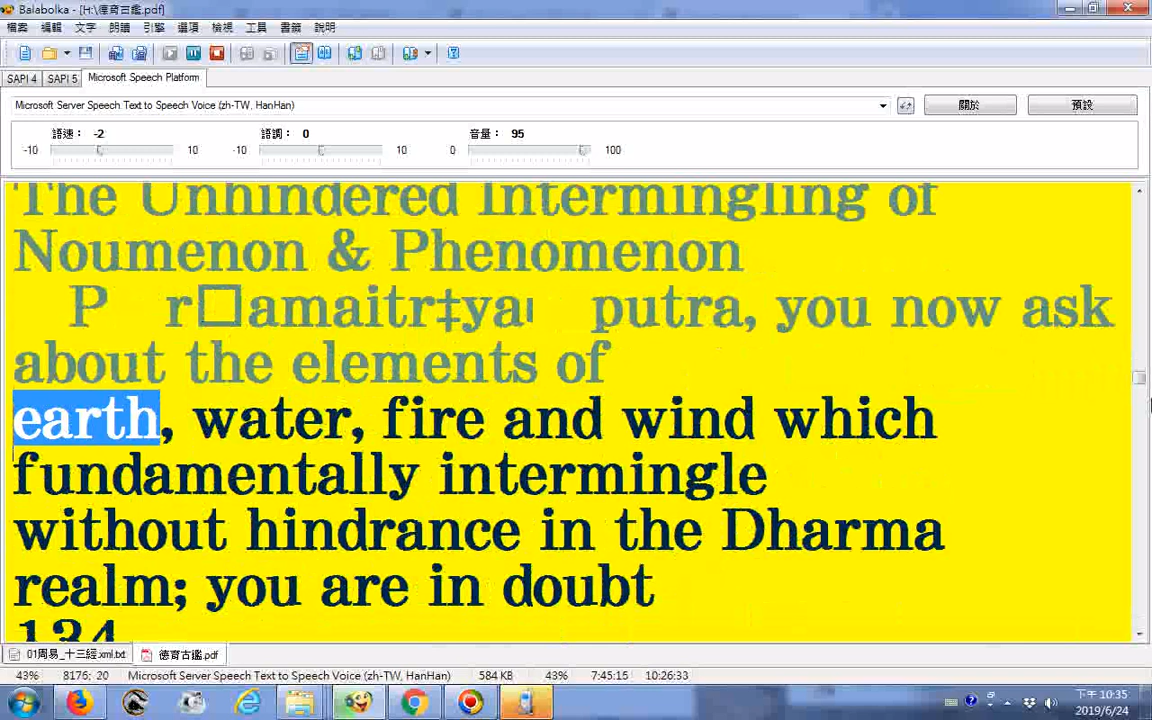 Balabolka - [H:\德育古鑑.pdf]
檔案 編輯 文字 朗讀 引擎 選項 檢視 工具 書籤 說明
SAPI 4 SAPI 5 Microsoft Speech Platform
Microsoft Server Speech Text to Speech Voice (zh-TW, HanHan) 關於 預設
語速： -2 語調： 0 音量： 95
-10 10 -10 10 0 100
The Unhindered Intermingling of
Noumenon & Phenomenon
P r□amaitr‡yaı putra, you now ask
about the elements of
earth, water, fire and wind which
fundamentally intermingle
without hindrance in the Dharma
realm; you are in doubt
134
01周易_十三經.xml.txt 德育古鑑.pdf
43% 8176; 20 Microsoft Server Speech Text to Speech Voice (zh-TW, HanHan) 584 KB 43% 7:45:15 10:26:33
下午 10:35
2019/6/24